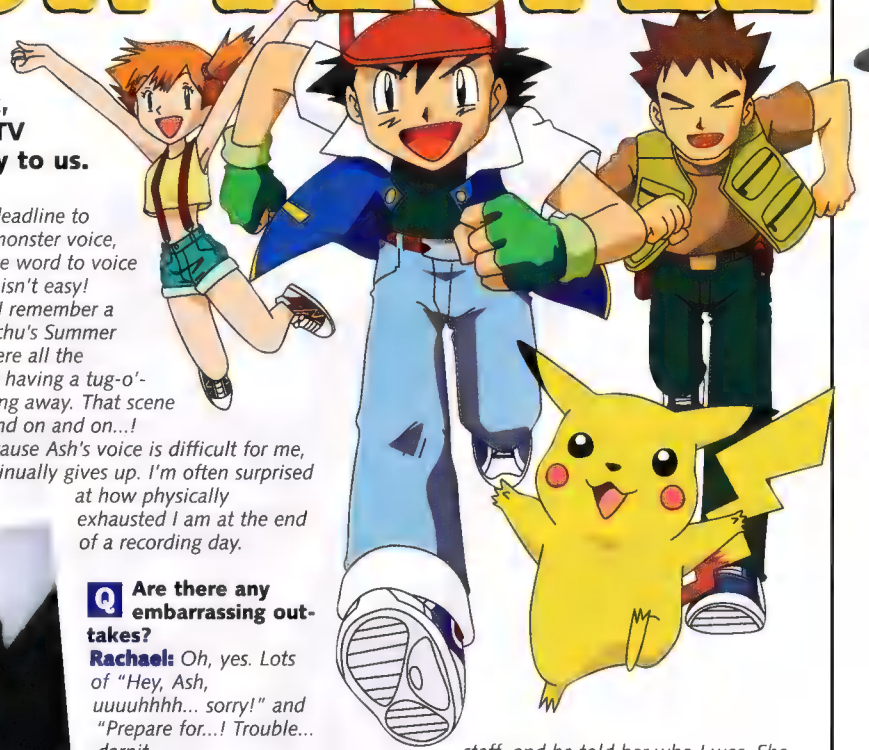 TV
y to us.
deadline to
monster voice,
e word to voice
isn't easy!
I remember a
chu's Summer
ere all the
having a tug-o'-
ng away. That scene
nd on and on...!
ause Ash's voice is difficult for me,
inually gives up. I'm often surprised
at how physically
exhausted I am at the end
of a recording day.
Q Are there any
embarrassing out-
takes?
Rachael: Oh, yes. Lots
of "Hey, Ash,
uuuuhhhh... sorry!" and
"Prepare for...! Trouble...
darnit
staff, and he told her who I was. She